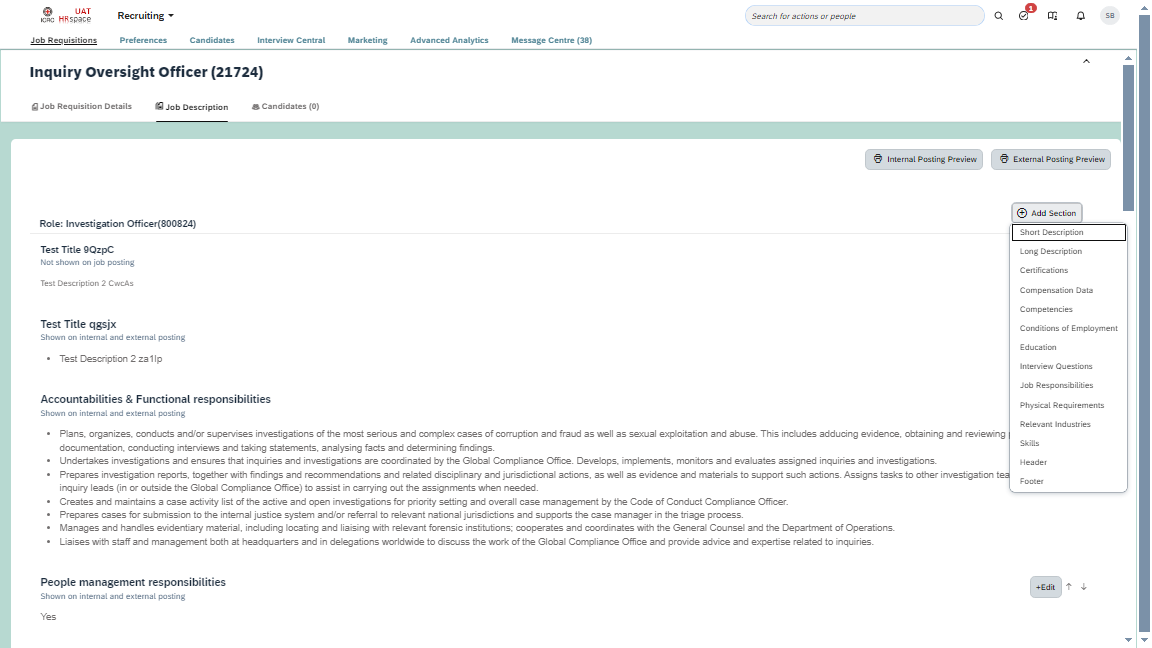 ICRC
UAT
HRspace
Recruiting
Search for actions or people
1
SB
Job Requisitions
Preferences
Candidates
Interview Central
Marketing
Advanced Analytics
Message Centre (38)
Inquiry Oversight Officer (21724)
Job Requisition Details
Job Description
Candidates (0)
Internal Posting Preview
External Posting Preview
Add Section
Role: Investigation Officer(800824)
Short Description
Long Description
Certifications
Compensation Data
Competencies
Conditions of Employment
Education
Interview Questions
Job Responsibilities
Physical Requirements
Relevant Industries
Skills
Header
Footer
Test Title 9QzpC
Not shown on job posting
Test Description 2 CwcAs
Test Title qgsjx
Shown on internal and external posting
• Test Description 2 za1lp
Accountabilities & Functional responsibilities
Shown on internal and external posting
• Plans, organizes, conducts and/or supervises investigations of the most serious and complex cases of corruption and fraud as well as sexual exploitation and abuse. This includes adducing evidence, obtaining and reviewing
documentation, conducting interviews and taking statements, analysing facts and determining findings.
• Undertakes investigations and ensures that inquiries and investigations are coordinated by the Global Compliance Office. Develops, implements, monitors and evaluates assigned inquiries and investigations.
• Prepares investigation reports, together with findings and recommendations and related disciplinary and jurisdictional actions, as well as evidence and materials to support such actions. Assigns tasks to other investigation tea
inquiry leads (in or outside the Global Compliance Office) to assist in carrying out the assignments when needed.
• Creates and maintains a case activity list of the active and open investigations for priority setting and overall case management by the Code of Conduct Compliance Officer.
• Prepares cases for submission to the internal justice system and/or referral to relevant national jurisdictions and supports the case manager in the triage process.
• Manages and handles evidentiary material, including locating and liaising with relevant forensic institutions; cooperates and coordinates with the General Counsel and the Department of Operations.
• Liaises with staff and management both at headquarters and in delegations worldwide to discuss the work of the Global Compliance Office and provide advice and expertise related to inquiries.
People management responsibilities
Shown on internal and external posting
+Edit
Yes